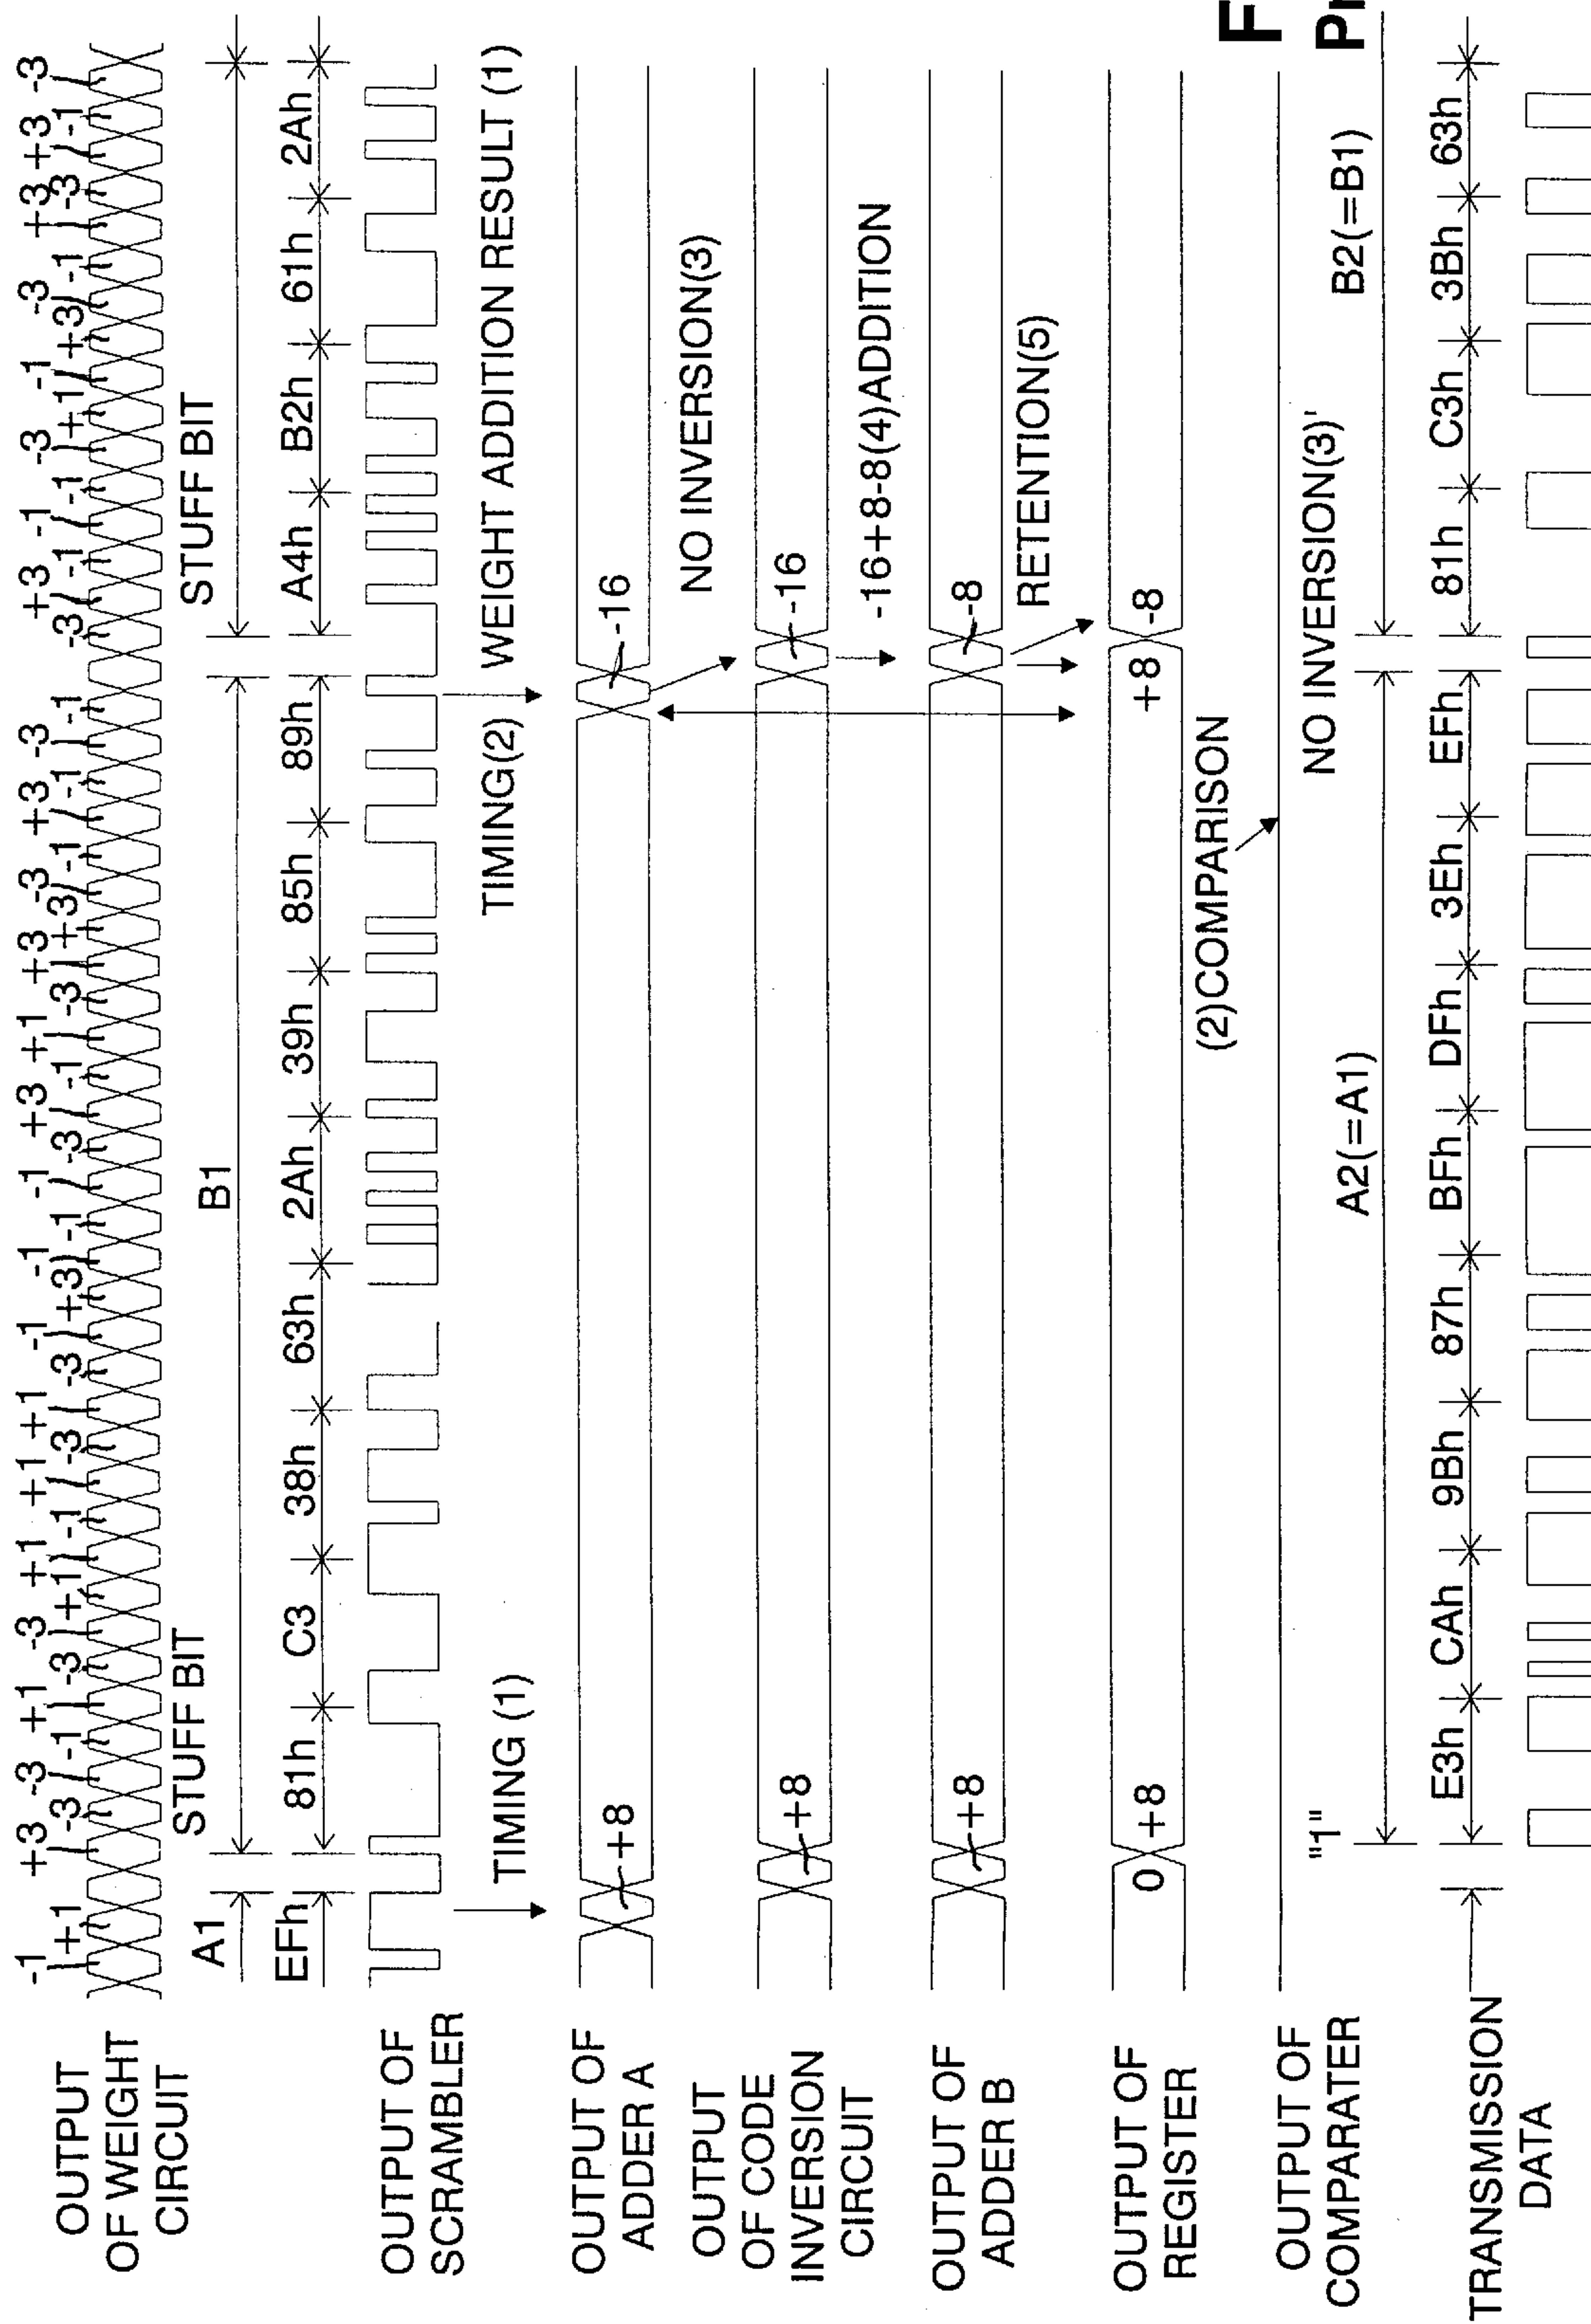 -1 +3 -3 +1 -3 +1 +1 +1 -1 -1 -1 +3 +1 +3 -3 +3 -3 +3 -1 -3 -1 -3 +3 +3 -3
+1 -3 -1 -3 +1 -1 -3 -3 +3 -1 -3 -1 -3 +3 -1 -1 -1 -3 -1 -1 +1 +3 -1 -3 -1
OUTPUT
OF WEIGHT
CIRCUIT
STUFF BIT
STUFF BIT
A1
B1
EFh 81h C3 38h 63h 2Ah 39h 85h 89h A4h B2h 61h 2Ah
OUTPUT OF
SCRAMBLER
TIMING (1)
TIMING(2)
WEIGHT ADDITION RESULT (1)
OUTPUT OF
ADDER A
+8
-16
NO INVERSION(3)
OUTPUT
OF CODE
INVERSION
CIRCUIT
+8
-16
-16+8-8(4)ADDITION
OUTPUT OF
ADDER B
+8
-8
RETENTION(5)
OUTPUT OF
REGISTER
0 +8
+8 -8
(2)COMPARISON
F
OUTPUT OF
COMPARATER
"1"
NO INVERSION(3)'
Pr
A2(=A1)
B2(=B1)
TRANSMISSION
DATA
E3h CAh 9Bh 87h BFh DFh 3Eh EFh 81h C3h 3Bh 63h